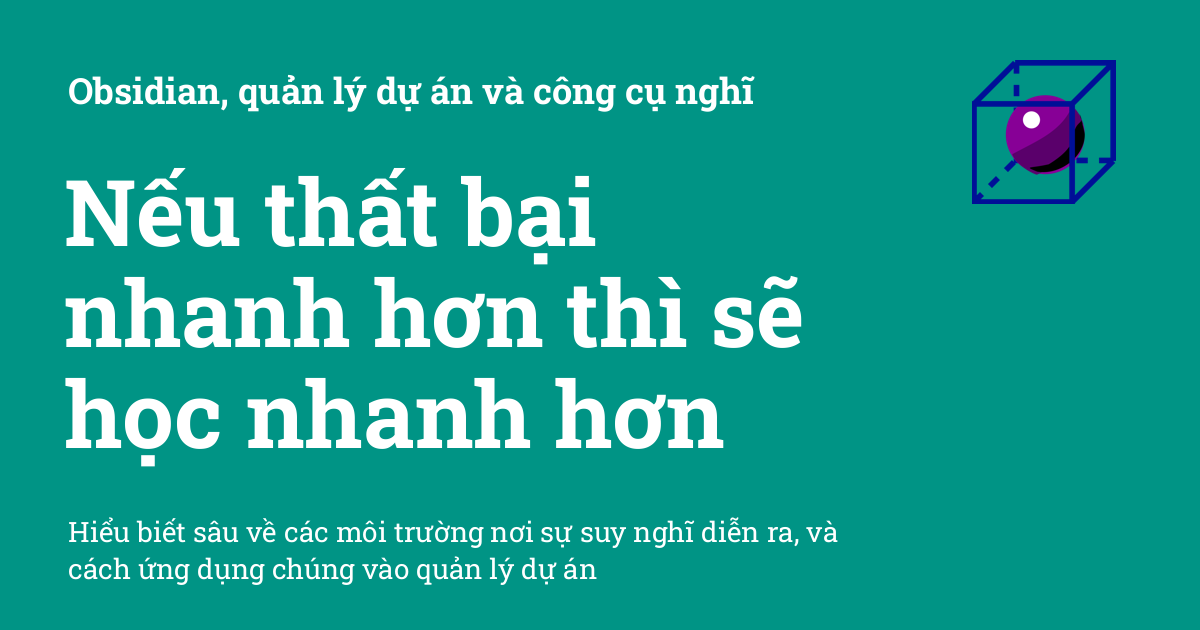 Obsidian, quản lý dự án và công cụ nghĩ
Nếu thất bại
nhanh hơn thì sẽ
học nhanh hơn
Hiểu biết sâu về các môi trường nơi sự suy nghĩ diễn ra, và
cách ứng dụng chúng vào quản lý dự án